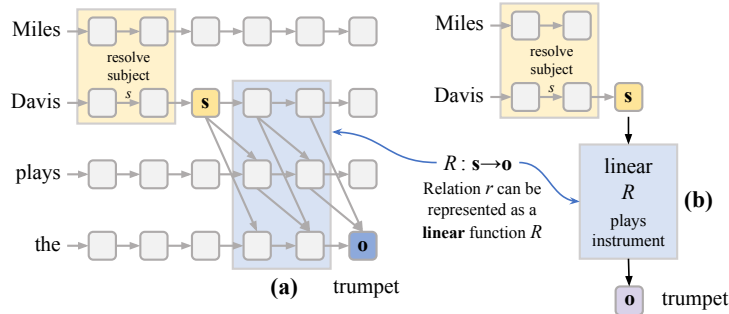 Miles
resolve
subject
s
Davis
s
plays
the
o
(a)
trumpet
R : s→o
Relation r can be
represented as a
linear function R
Miles
resolve
subject
s
Davis
s
linear
R
plays
instrument
(b)
o
trumpet